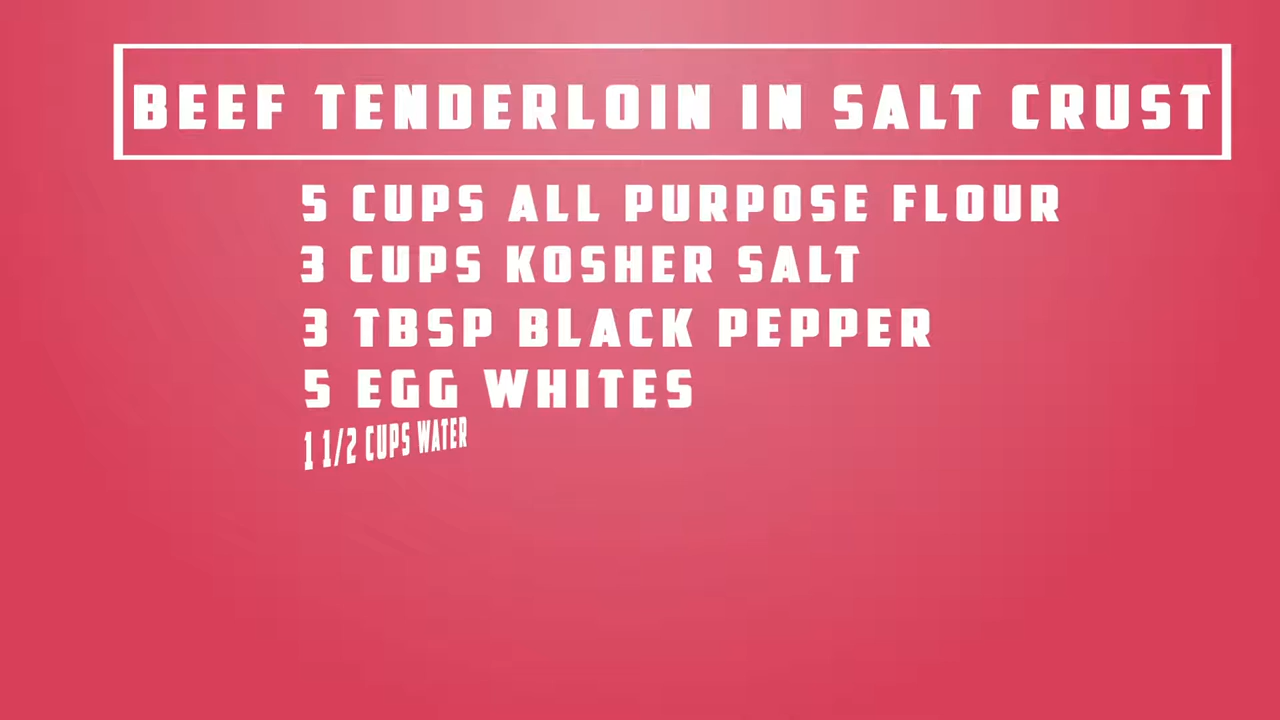 BEEF TENDERLOIN IN SALT CRUST
5 CUPS ALL PURPOSE FLOUR
3 CUPS KOSHER SALT
3 TBSP BLACK PEPPER
5 EGG WHITES
1 1/2 CUPS WATER